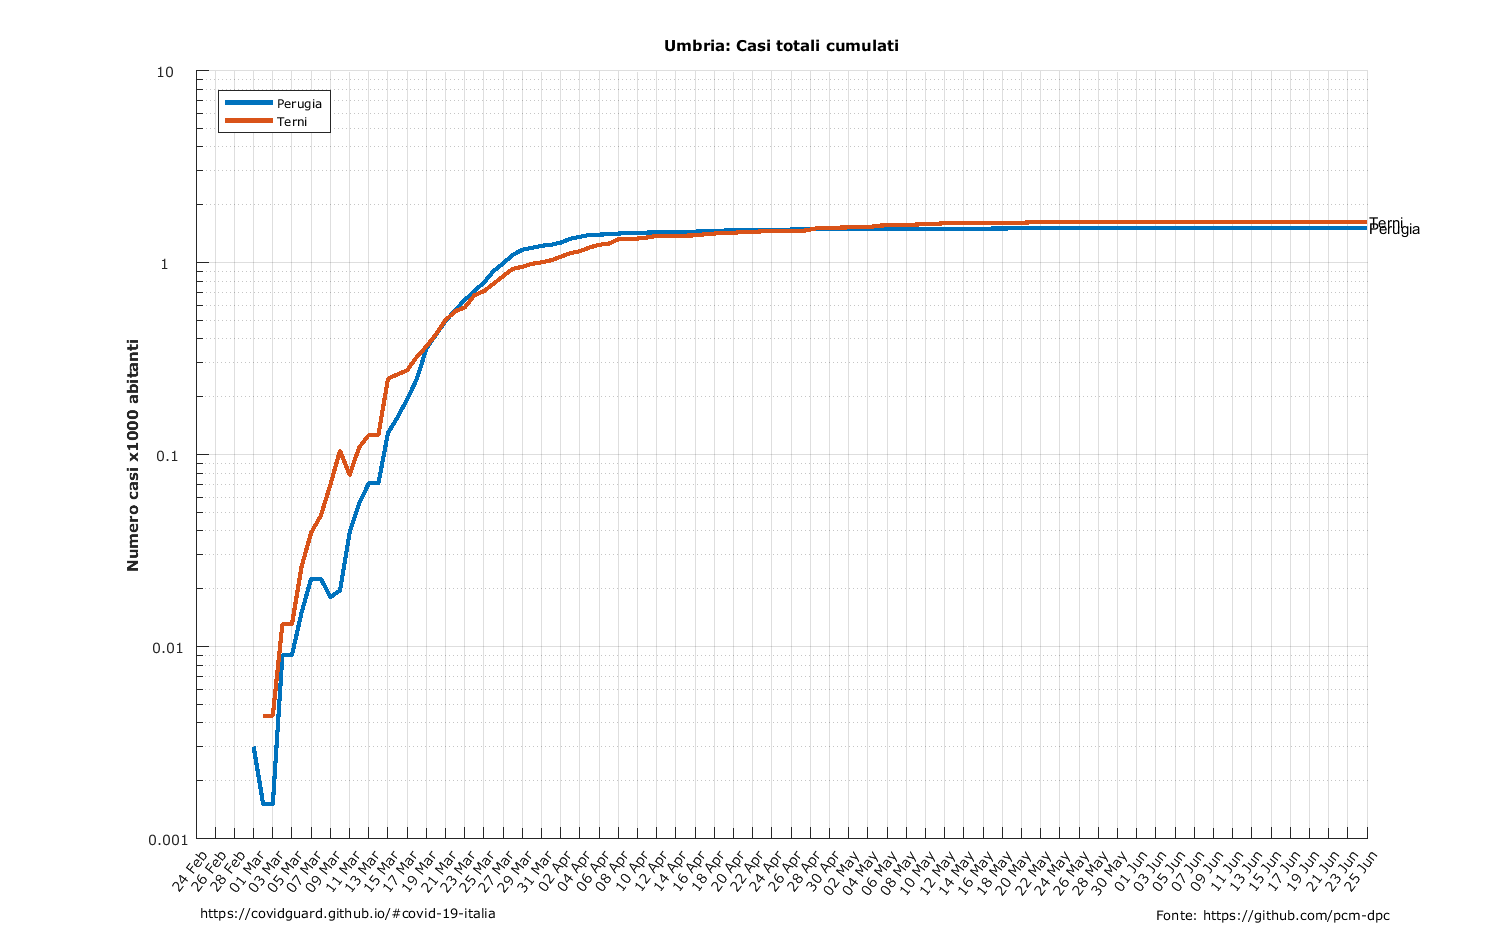 Umbria: Casi totali cumulati
10
1
0.1
0.01
0.001
Numero casi x1000 abitanti
Perugia
Terni
Terni
Perugia
24 Feb
26 Feb
28 Feb
01 Mar
03 Mar
05 Mar
07 Mar
09 Mar
11 Mar
13 Mar
15 Mar
17 Mar
19 Mar
21 Mar
23 Mar
25 Mar
27 Mar
29 Mar
31 Mar
02 Apr
04 Apr
06 Apr
08 Apr
10 Apr
12 Apr
14 Apr
16 Apr
18 Apr
20 Apr
22 Apr
24 Apr
26 Apr
28 Apr
30 Apr
02 May
04 May
06 May
08 May
10 May
12 May
14 May
16 May
18 May
20 May
22 May
24 May
26 May
28 May
30 May
01 Jun
03 Jun
05 Jun
07 Jun
09 Jun
11 Jun
13 Jun
15 Jun
17 Jun
19 Jun
21 Jun
23 Jun
25 Jun
https://covidguard.github.io/#covid-19-italia
Fonte: https://github.com/pcm-dpc